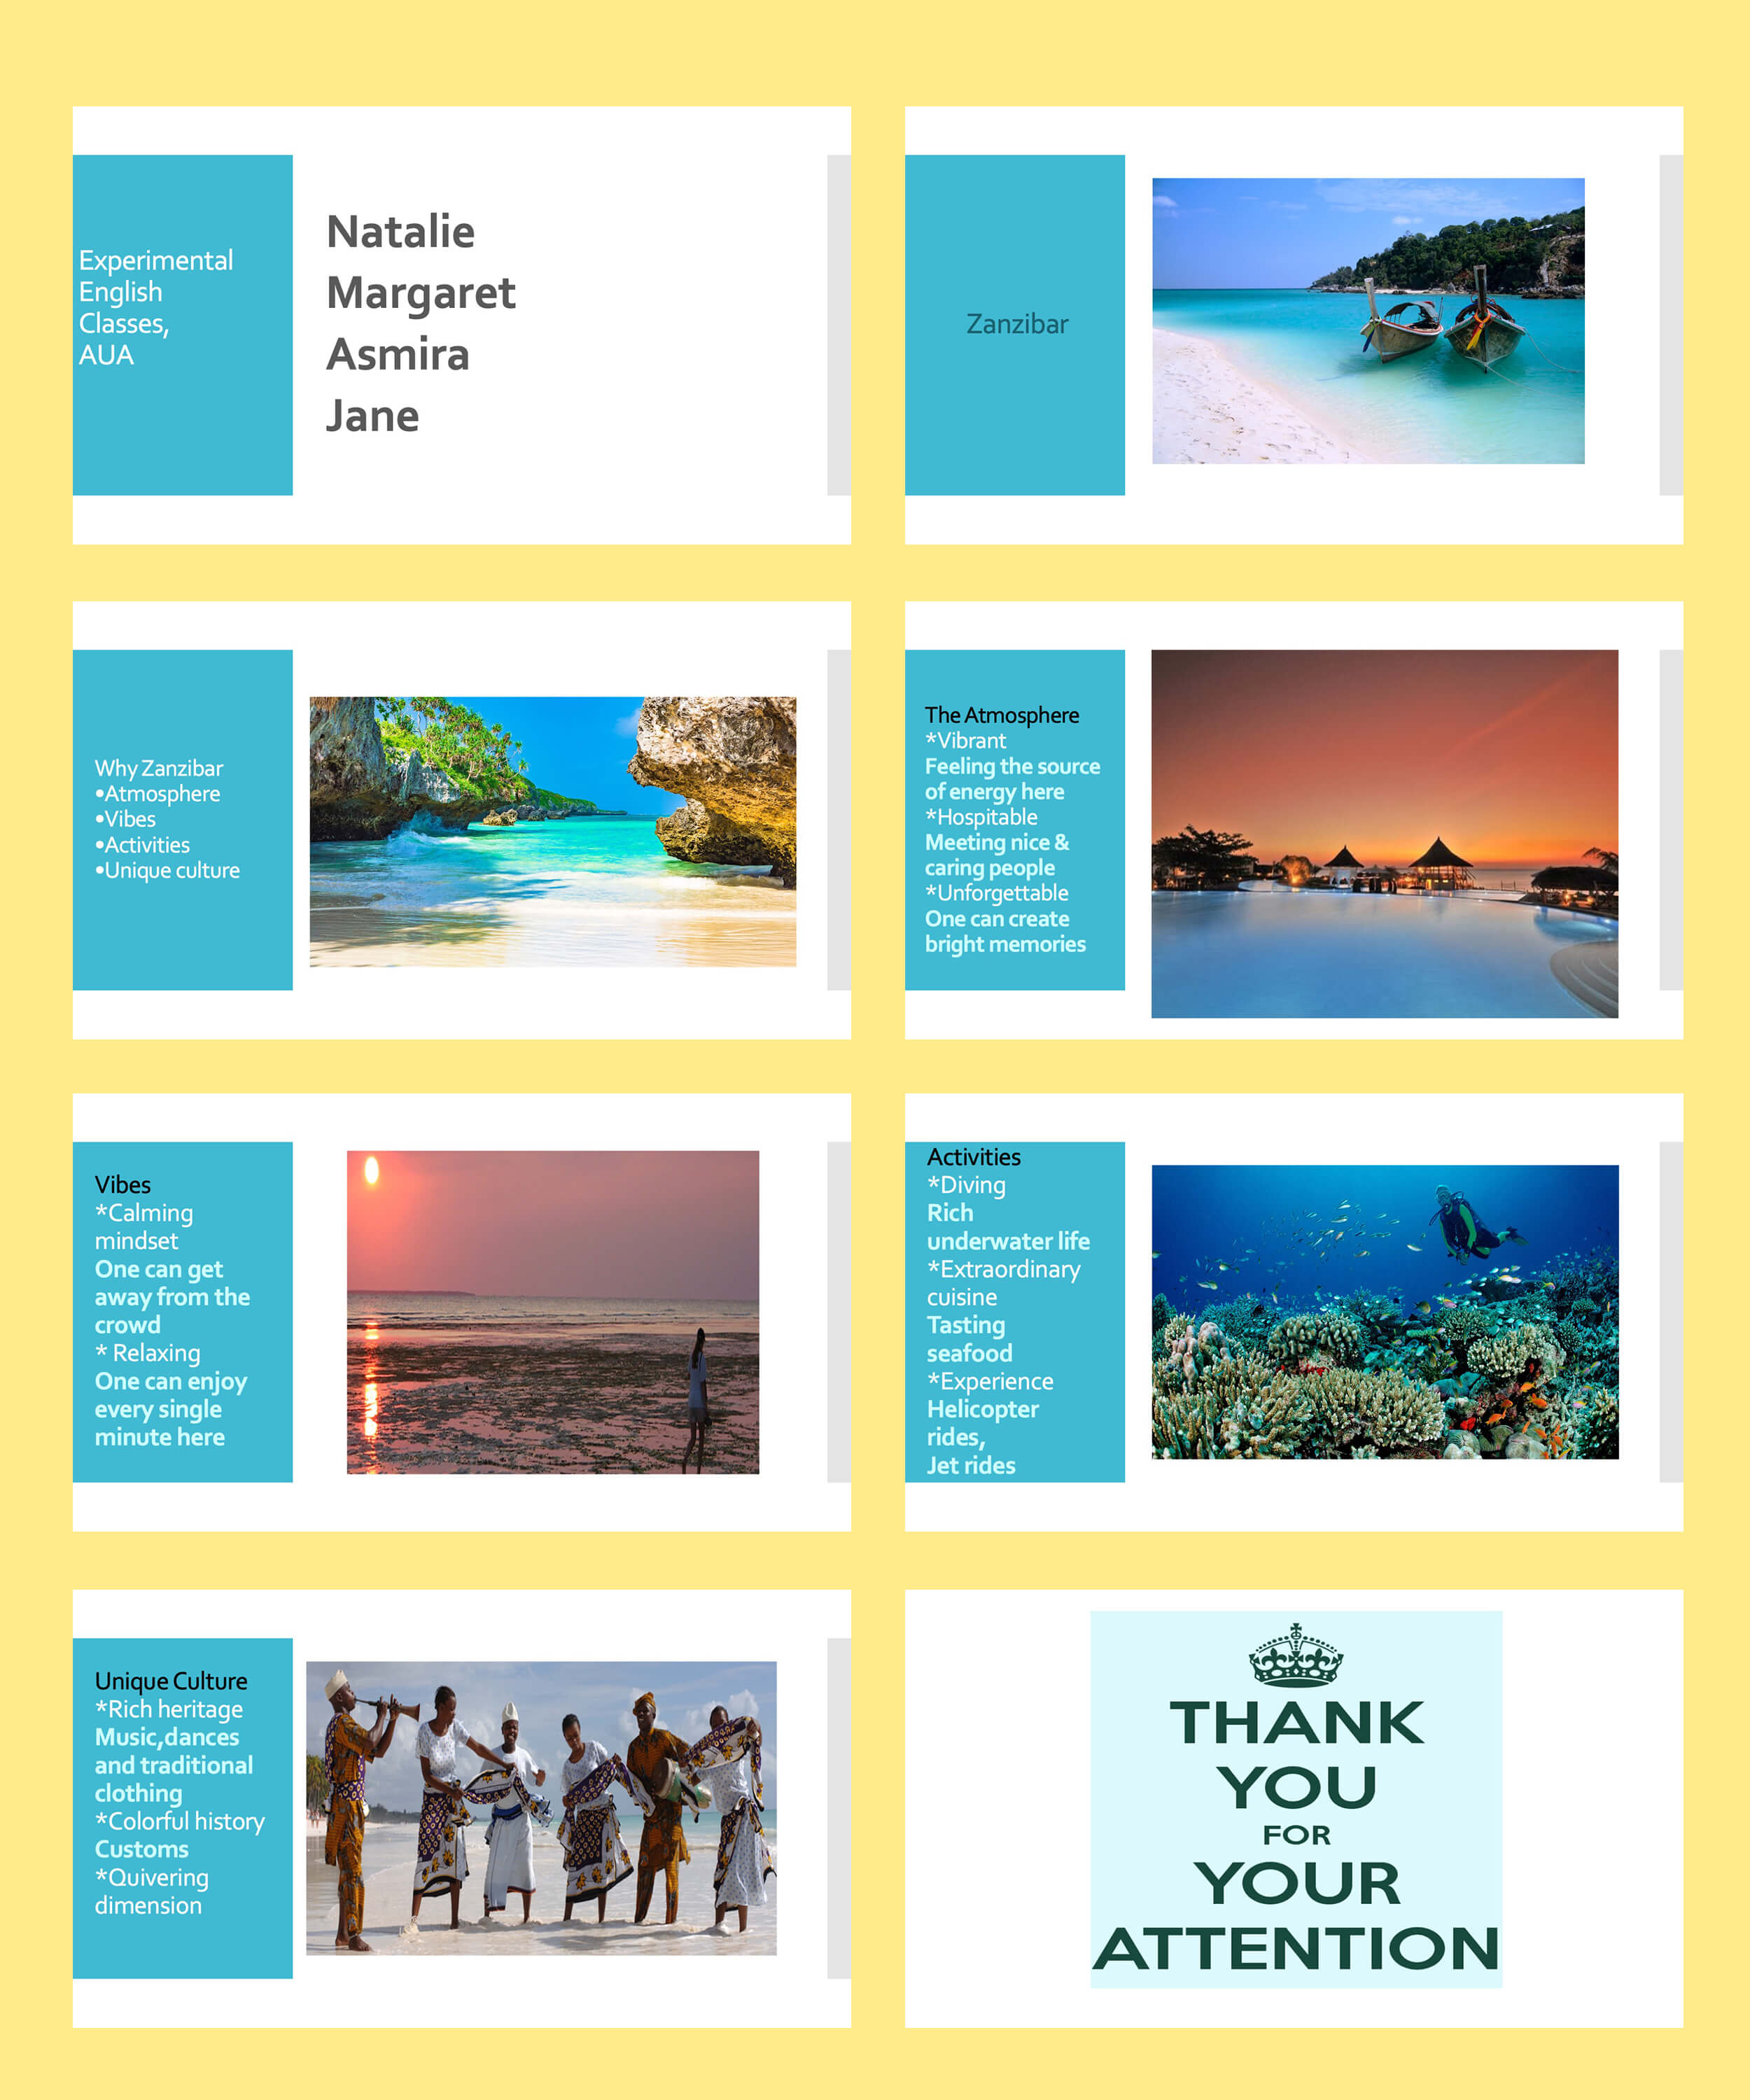 Experimental
English
Classes,
AUA
Natalie
Margaret
Asmira
Jane
Zanzibar
Why Zanzibar
•Atmosphere
•Vibes
•Activities
•Unique culture
The Atmosphere
*Vibrant
Feeling the source
of energy here
*Hospitable
Meeting nice &
caring people
*Unforgettable
One can create
bright memories
Vibes
*Calming
mindset
One can get
away from the
crowd
* Relaxing
One can enjoy
every single
minute here
Activities
*Diving
Rich
underwater life
*Extraordinary
cuisine
Tasting
seafood
*Experience
Helicopter
rides,
Jet rides
Unique Culture
*Rich heritage
Music,dances
and traditional
clothing
*Colorful history
Customs
*Quivering
dimension
THANK
YOU
FOR
YOUR
ATTENTION